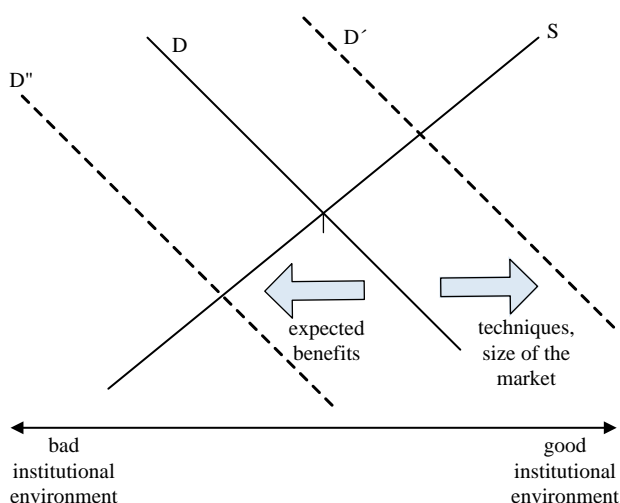 D"
D
D´
S
expected
benefits
techniques,
size of the
market
bad
institutional
environment
good
institutional
environment